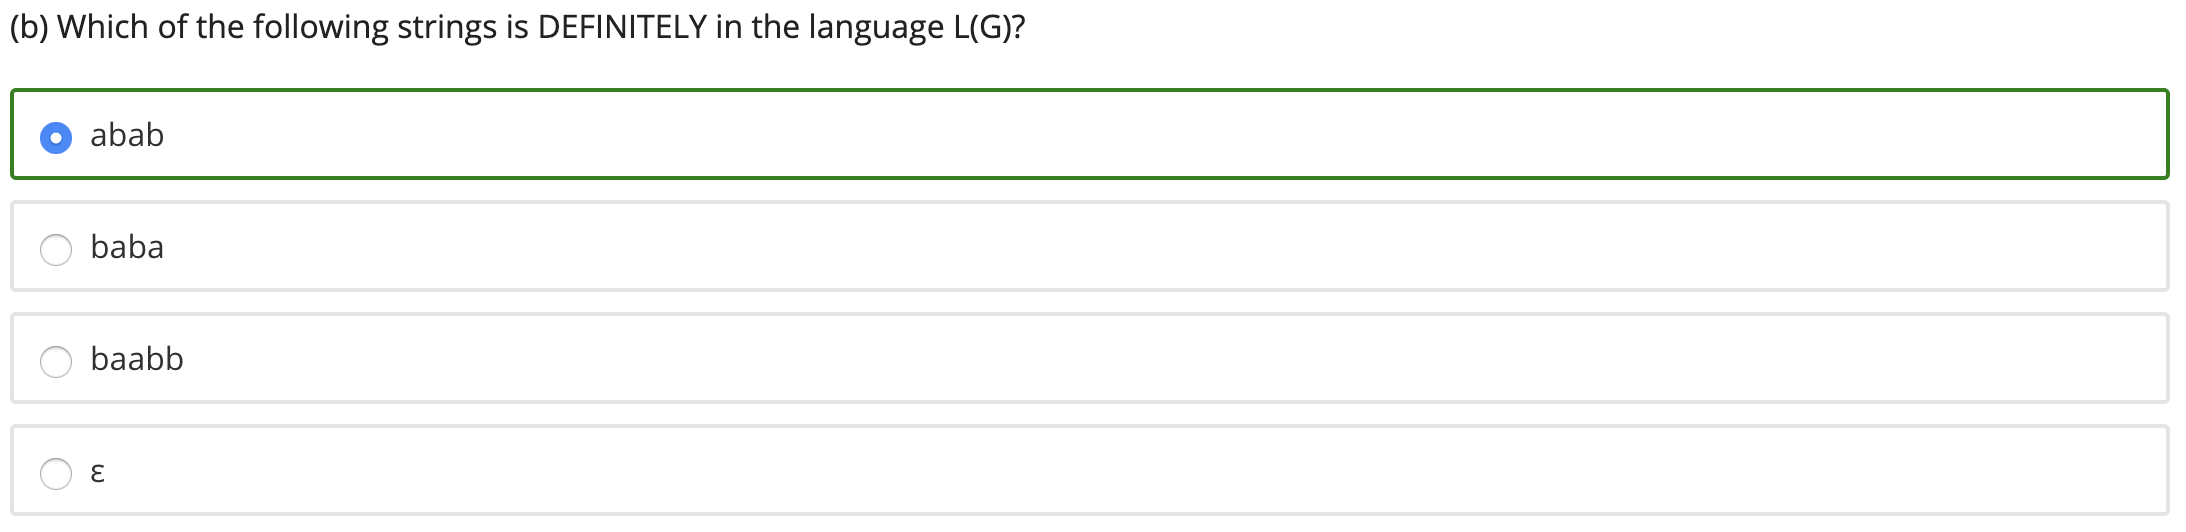 (b) Which of the following strings is DEFINITELY in the language L(G)?
abab
baba
baabb
ε